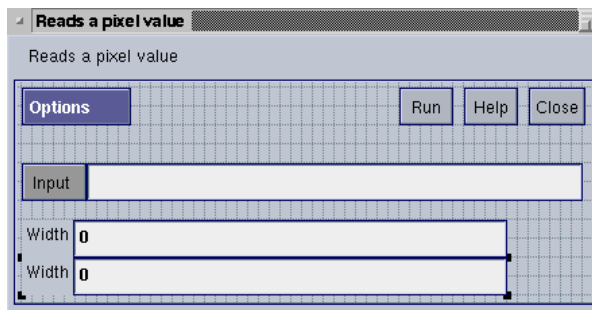 Reads a pixel value
Reads a pixel value
Options Run Help Close
Input
Width 0
Width 0